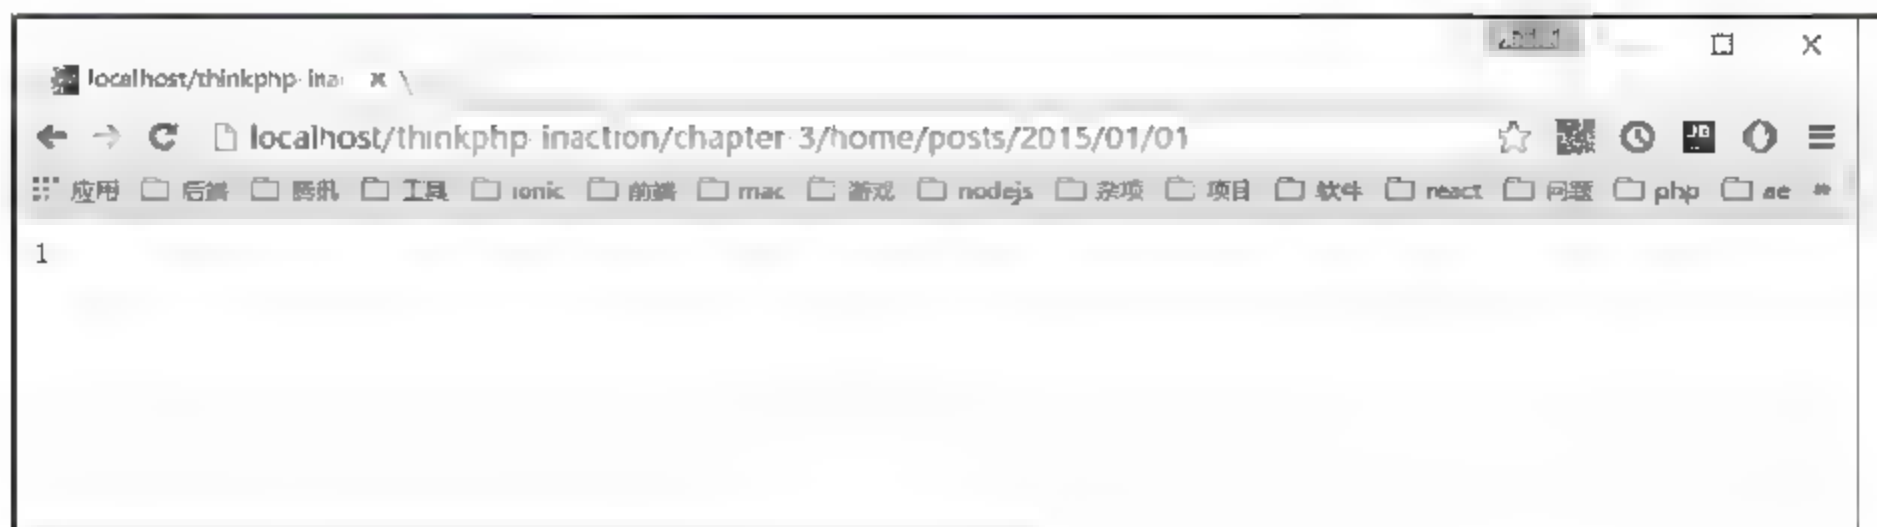 localhost/thinkphp-ina
localhost/thinkphp-inaction/chapter-3/home/posts/2015/01/01
应用 后端 腾讯 工具 ionic 前端 mac 游戏 nodejs 杂项 项目 软件 react 问题 php ae »
1